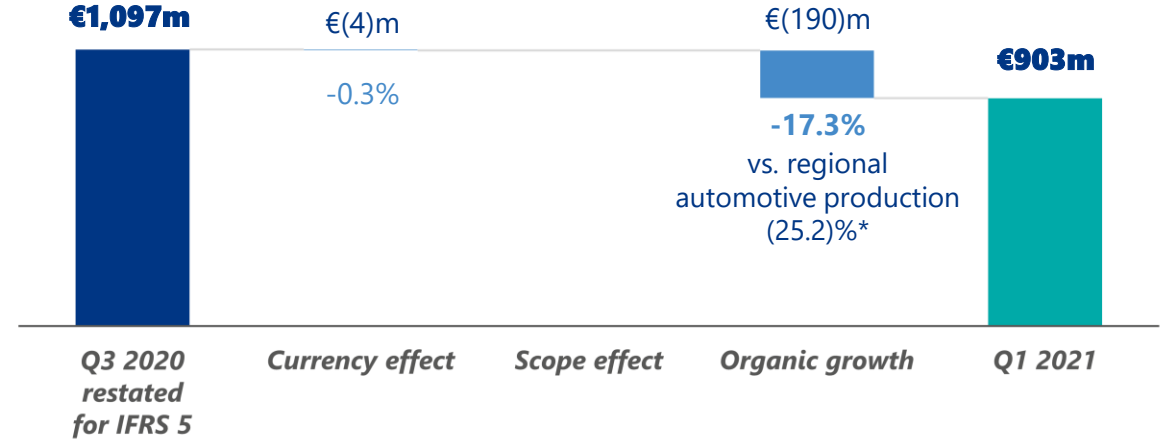 €1,097m
€(4)m
-0.3%
€(190)m
-17.3%
vs. regional
automotive production
(25.2)%*
€903m
Q3 2020
restated
for IFRS 5
Currency effect
Scope effect
Organic growth
Q1 2021